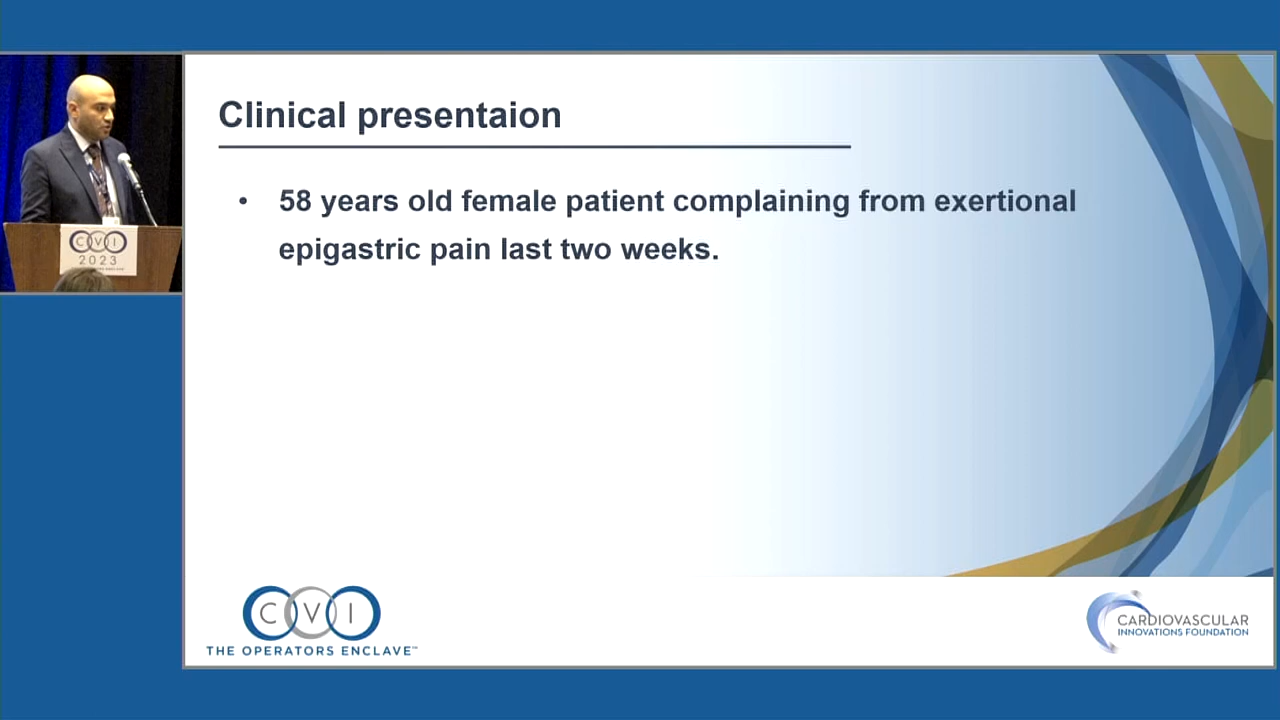 Clinical presentaion
• 58 years old female patient complaining from exertional
epigastric pain last two weeks.
CVI
2023
CVI
THE OPERATORS ENCLAVE™
CARDIOVASCULAR
INNOVATIONS FOUNDATION